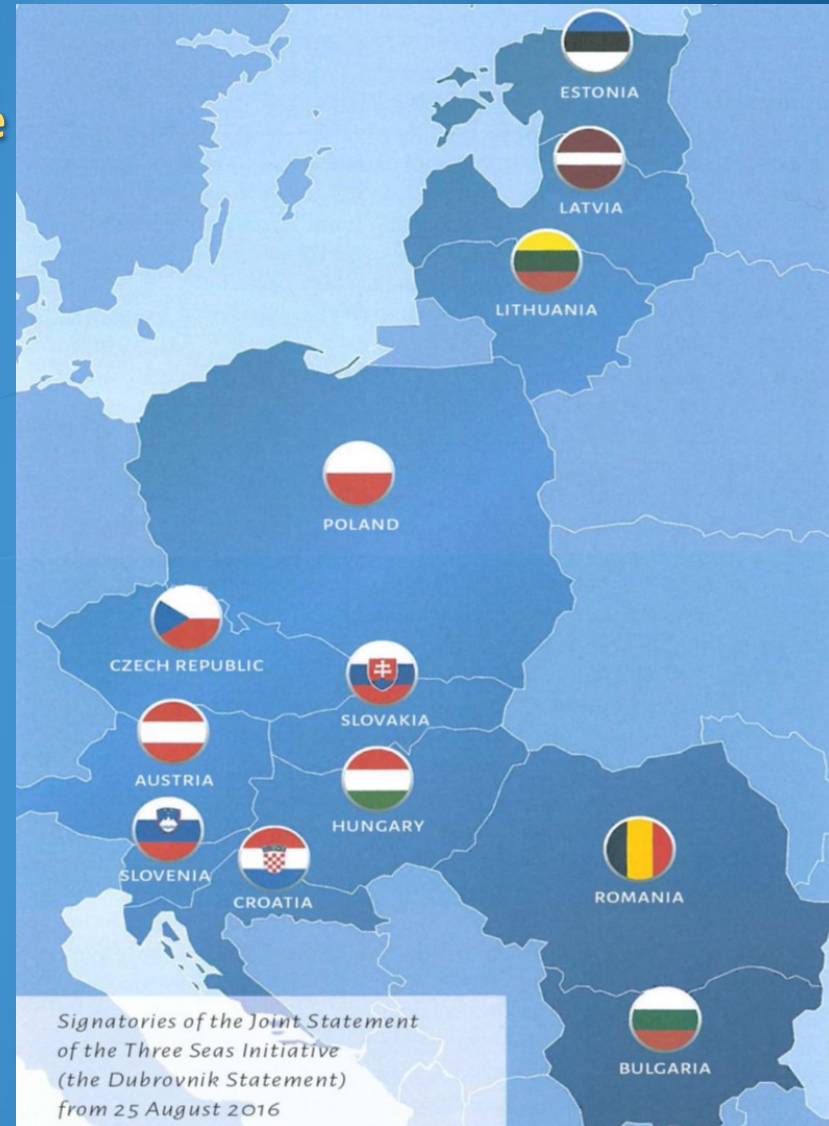 e
ESTONIA
LATVIA
LITHUANIA
POLAND
CZECH REPUBLIC
SLOVAKIA
AUSTRIA
HUNGARY
SLOVENIA
CROATIA
ROMANIA
BULGARIA
Signatories of the Joint Statement
of the Three Seas Initiative
(the Dubrovnik Statement)
from 25 August 2016